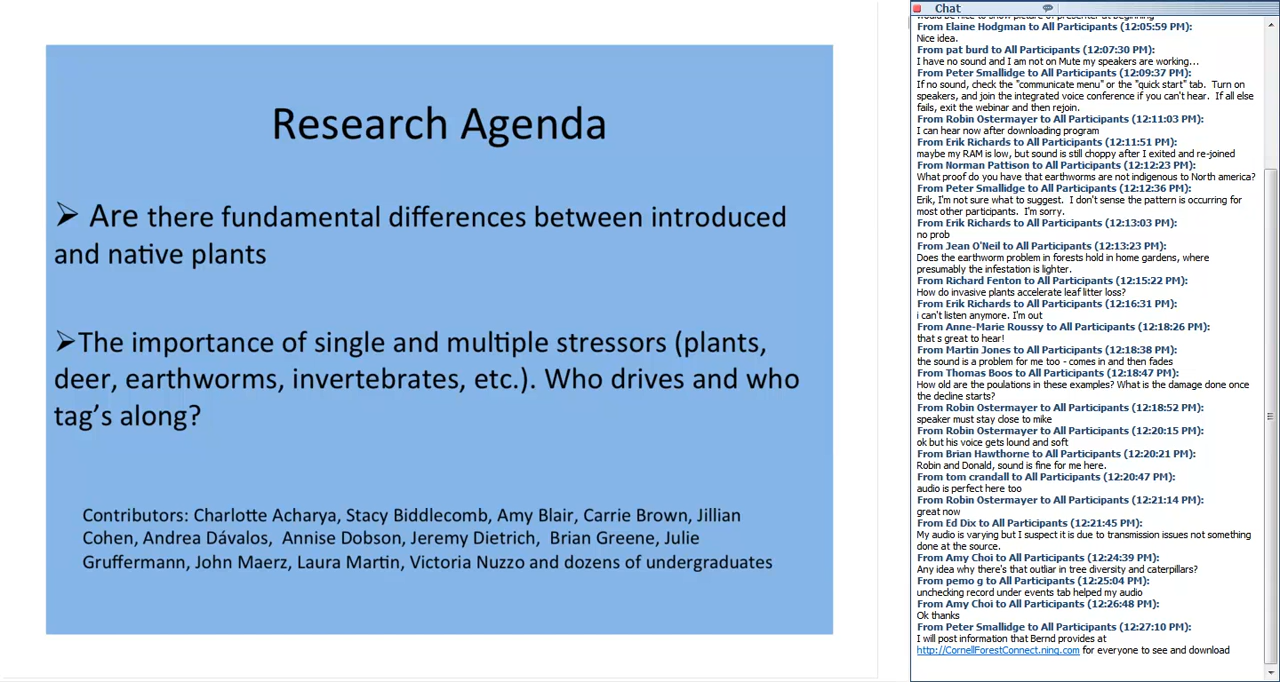 Research Agenda
➢ Are there fundamental differences between introduced
and native plants
➢The importance of single and multiple stressors (plants,
deer, earthworms, invertebrates, etc.). Who drives and who
tag's along?
Contributors: Charlotte Acharya, Stacy Biddlecomb, Amy Blair, Carrie Brown, Jillian
Cohen, Andrea Dávalos, Annise Dobson, Jeremy Dietrich, Brian Greene, Julie
Gruffermann, John Maerz, Laura Martin, Victoria Nuzzo and dozens of undergraduates
Chat
would be nice to show picture of presenter at beginning
From Elaine Hodgman to All Participants (12:05:59 PM):
Nice idea.
From pat burd to All Participants (12:07:30 PM):
I have no sound and I am not on Mute my speakers are working...
From Peter Smallidge to All Participants (12:09:37 PM):
If no sound, check the "communicate menu" or the "quick start" tab. Turn on
speakers, and join the integrated voice conference if you can't hear. If all else
fails, exit the webinar and then rejoin.
From Robin Ostermayer to All Participants (12:11:03 PM):
I can hear now after downloading program
From Erik Richards to All Participants (12:11:51 PM):
maybe my RAM is low, but sound is still choppy after I exited and re-joined
From Norman Pattison to All Participants (12:12:23 PM):
What proof do you have that earthworms are not indigenous to North america?
From Peter Smallidge to All Participants (12:12:36 PM):
Erik, I'm not sure what to suggest. I don't sense the pattern is occurring for
most other participants. I'm sorry.
From Erik Richards to All Participants (12:13:03 PM):
no prob
From Jean O'Neil to All Participants (12:13:23 PM):
Does the earthworm problem in forests hold in home gardens, where
presumably the infestation is lighter.
From Richard Fenton to All Participants (12:15:22 PM):
How do invasive plants accelerate leaf litter loss?
From Erik Richards to All Participants (12:16:31 PM):
i can't listen anymore. I'm out
From Anne-Marie Roussy to All Participants (12:18:26 PM):
that s great to hear!
From Martin Jones to All Participants (12:18:38 PM):
the sound is a problem for me too - comes in and then fades
From Thomas Boos to All Participants (12:18:47 PM):
How old are the poulations in these examples? What is the damage done once
the decline starts?
From Robin Ostermayer to All Participants (12:18:52 PM):
speaker must stay close to mike
From Robin Ostermayer to All Participants (12:20:15 PM):
ok but his voice gets lound and soft
From Brian Hawthorne to All Participants (12:20:21 PM):
Robin and Donald, sound is fine for me here.
From tom crandall to All Participants (12:20:47 PM):
audio is perfect here too
From Robin Ostermayer to All Participants (12:21:14 PM):
great now
From Ed Dix to All Participants (12:21:45 PM):
My audio is varying but I suspect it is due to transmission issues not something
done at the source.
From Amy Choi to All Participants (12:24:39 PM):
Any idea why there's that outliar in tree diversity and caterpillars?
From pemo g to All Participants (12:25:04 PM):
unchecking record under events tab helped my audio
From Amy Choi to All Participants (12:26:48 PM):
Ok thanks
From Peter Smallidge to All Participants (12:27:10 PM):
I will post information that Bernd provides at
http://CornellForestConnect.ning.com for everyone to see and download